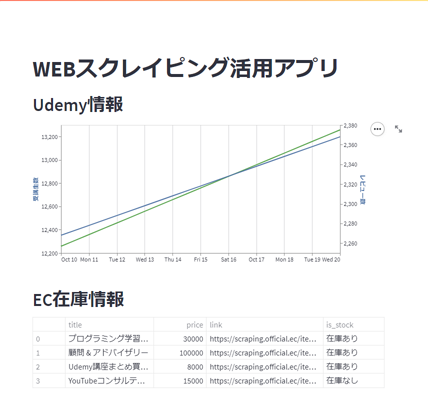 WEBスクレイピング活用アプリ
Udemy情報
13,200
13,000
12,800
12,600
12,400
12,200
受講生数
2,380
2,360
2,340
2,320
2,300
2,280
2,260
レビュー数
Oct 10 Mon 11 Tue 12 Wed 13 Thu 14 Fri 15 Sat 16 Oct 17 Mon 18 Tue 19 Wed 20
EC在庫情報
title price link is_stock
0 プログラミング学習... 30000 https://scraping.official.ec/ite... 在庫あり
1 顧問 & アドバイザリー 100000 https://scraping.official.ec/ite... 在庫あり
2 Udemy講座まとめ買... 8000 https://scraping.official.ec/ite... 在庫あり
3 YouTubeコンサルテ... 15000 https://scraping.official.ec/ite... 在庫なし